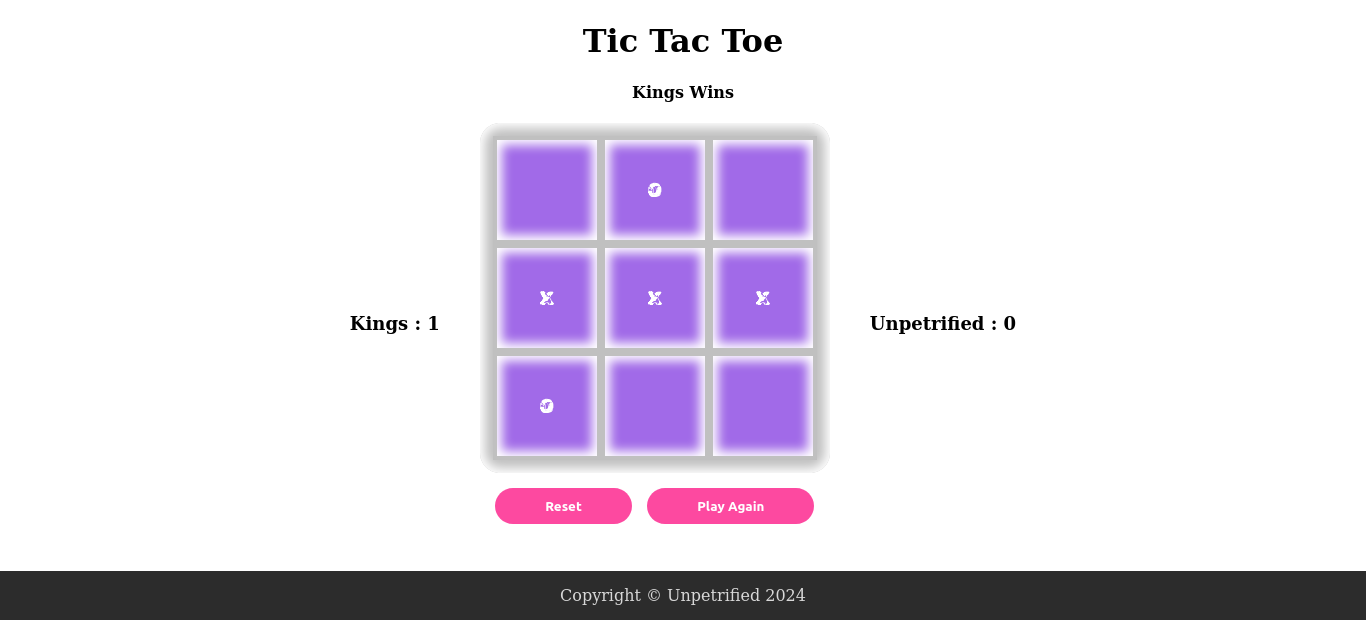 Tic Tac Toe
Kings Wins
O
X X X
Kings : 1
Unpetrified : 0
O
Reset
Play Again
Copyright © Unpetrified 2024